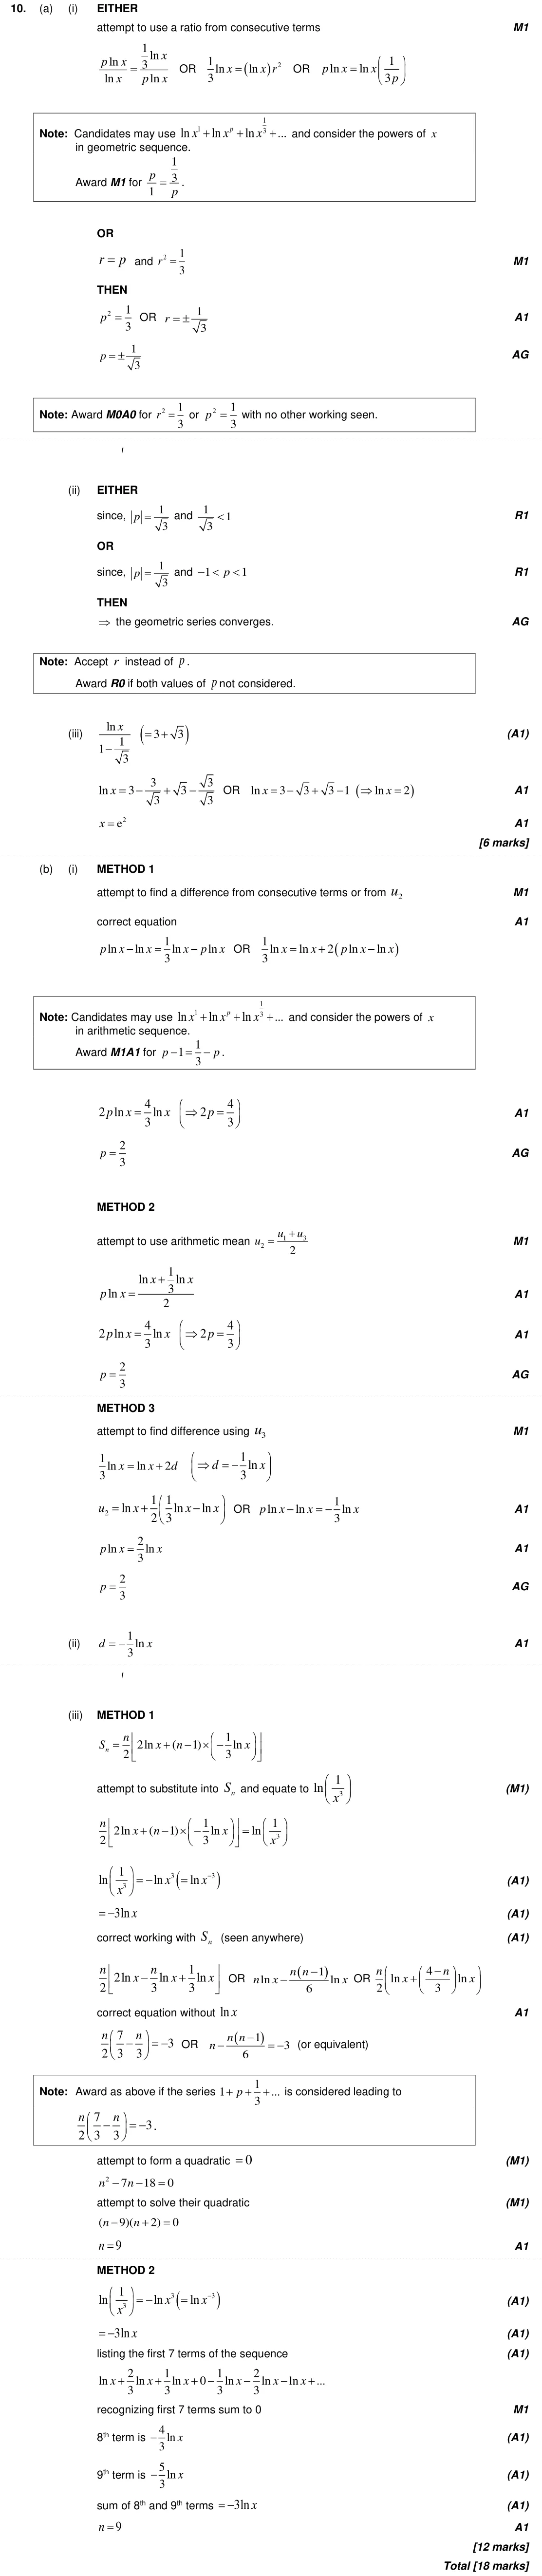 10. (a) (i) EITHER
attempt to use a ratio from consecutive terms M1
p ln x / ln x = (1/3 ln x) / (p ln x) OR 1/3 ln x = (ln x)r² OR p ln x = ln x(1/3p)
Note: Candidates may use ln x¹ + ln xᵖ + ln x^(1/3) + ... and consider the powers of x
in geometric sequence.
Award M1 for p/1 = (1/3)/p.
OR
r = p and r² = 1/3 M1
THEN
p² = 1/3 OR r = ±1/√3 A1
p = ±1/√3 AG
Note: Award M0A0 for r² = 1/3 or p² = 1/3 with no other working seen.
(ii) EITHER
since, |p| = 1/√3 and 1/√3 < 1 R1
OR
since, |p| = 1/√3 and −1 < p < 1 R1
THEN
⇒ the geometric series converges. AG
Note: Accept r instead of p.
Award R0 if both values of p not considered.
(iii) ln x / (1 − 1/√3) (= 3 + √3) (A1)
ln x = 3 − 3/√3 + √3 − √3/√3 OR ln x = 3 − √3 + √3 − 1 (⇒ ln x = 2) A1
x = e² A1
[6 marks]
(b) (i) METHOD 1
attempt to find a difference from consecutive terms or from u₂ M1
correct equation A1
p ln x − ln x = 1/3 ln x − p ln x OR 1/3 ln x = ln x + 2(p ln x − ln x)
Note: Candidates may use ln x¹ + ln xᵖ + ln x^(1/3) + ... and consider the powers of x
in arithmetic sequence.
Award M1A1 for p − 1 = 1/3 − p.
2p ln x = 4/3 ln x (⇒ 2p = 4/3) A1
p = 2/3 AG
METHOD 2
attempt to use arithmetic mean u₂ = (u₁ + u₃)/2 M1
p ln x = (ln x + 1/3 ln x)/2 A1
2p ln x = 4/3 ln x (⇒ 2p = 4/3) A1
p = 2/3 AG
METHOD 3
attempt to find difference using u₃ M1
1/3 ln x = ln x + 2d (⇒ d = −1/3 ln x)
u₂ = ln x + 1/2(1/3 ln x − ln x) OR p ln x − ln x = −1/3 ln x A1
p ln x = 2/3 ln x A1
p = 2/3 AG
(ii) d = −1/3 ln x A1
(iii) METHOD 1
Sₙ = n/2[2 ln x + (n − 1) × (−1/3 ln x)]
attempt to substitute into Sₙ and equate to ln(1/x³) (M1)
n/2[2 ln x + (n − 1) × (−1/3 ln x)] = ln(1/x³)
ln(1/x³) = −ln x³ (= ln x⁻³) (A1)
= −3 ln x (A1)
correct working with Sₙ (seen anywhere) (A1)
n/2[2 ln x − n/3 ln x + 1/3 ln x] OR n ln x − n(n − 1)/6 ln x OR n/2(ln x + ((4 − n)/3) ln x)
correct equation without ln x A1
n/2(7/3 − n/3) = −3 OR n − n(n − 1)/6 = −3 (or equivalent)
Note: Award as above if the series 1 + p + 1/3 + ... is considered leading to
n/2(7/3 − n/3) = −3.
attempt to form a quadratic = 0 (M1)
n² − 7n − 18 = 0
attempt to solve their quadratic (M1)
(n − 9)(n + 2) = 0
n = 9 A1
METHOD 2
ln(1/x³) = −ln x³ (= ln x⁻³) (A1)
= −3 ln x (A1)
listing the first 7 terms of the sequence (A1)
ln x + 2/3 ln x + 1/3 ln x + 0 − 1/3 ln x − 2/3 ln x − ln x + ...
recognizing first 7 terms sum to 0 M1
8th term is −4/3 ln x (A1)
9th term is −5/3 ln x (A1)
sum of 8th and 9th terms = −3 ln x (A1)
n = 9 A1
[12 marks]
Total [18 marks]